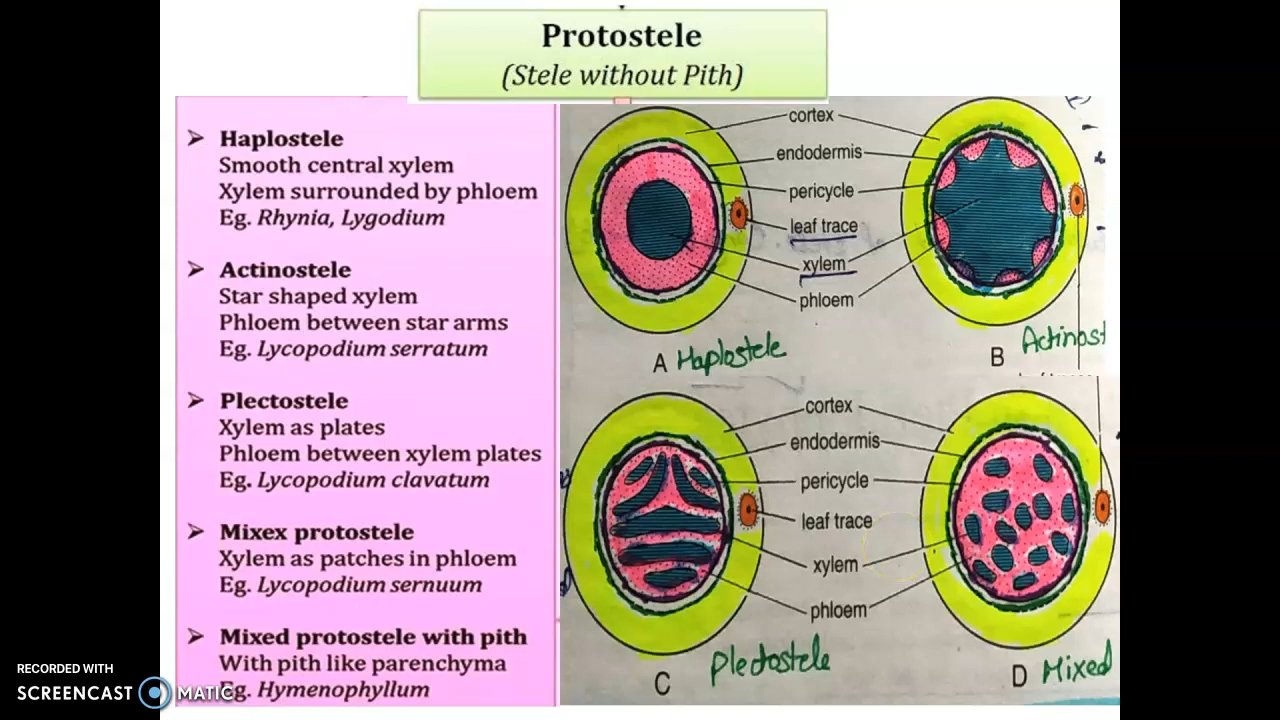 Protostele
(Stele without Pith)
➢ Haplostele
Smooth central xylem
Xylem surrounded by phloem
Eg. Rhynia, Lygodium
➢ Actinostele
Star shaped xylem
Phloem between star arms
Eg. Lycopodium serratum
➢ Plectostele
Xylem as plates
Phloem between xylem plates
Eg. Lycopodium clavatum
➢ Mixex protostele
Xylem as patches in phloem
Eg. Lycopodium sernuum
➢ Mixed protostele with pith
With pith like parenchyma
Eg. Hymenophyllum
cortex
endodermis
pericycle
leaf trace
xylem
phloem
A Haplostele
B Actinost
cortex
endodermis
pericycle
leaf trace
xylem
phloem
C Plectostele
D Mixed
RECORDED WITH
SCREENCAST MATIC